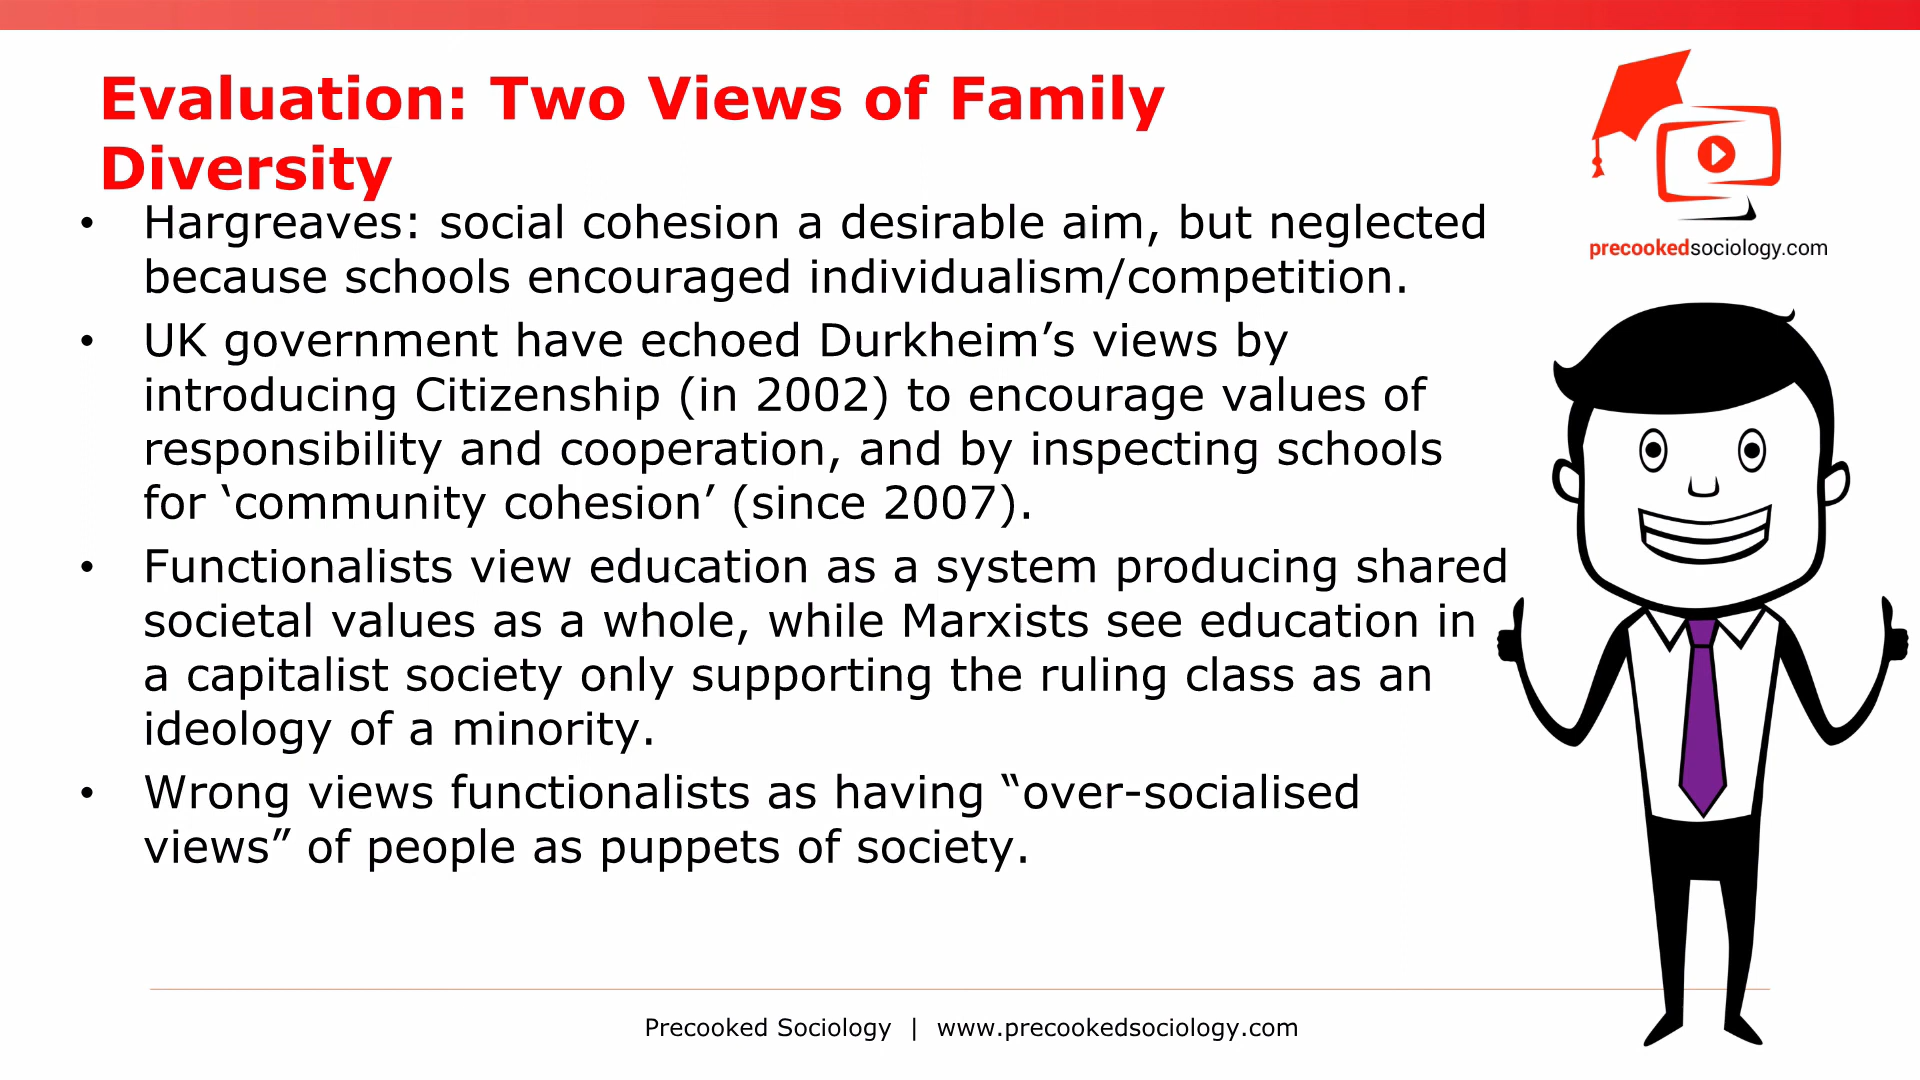 Evaluation: Two Views of Family
Diversity
precookedsociology.com
• Hargreaves: social cohesion a desirable aim, but neglected
because schools encouraged individualism/competition.
• UK government have echoed Durkheim’s views by
introducing Citizenship (in 2002) to encourage values of
responsibility and cooperation, and by inspecting schools
for ‘community cohesion’ (since 2007).
• Functionalists view education as a system producing shared
societal values as a whole, while Marxists see education in
a capitalist society only supporting the ruling class as an
ideology of a minority.
• Wrong views functionalists as having “over-socialised
views” of people as puppets of society.
Precooked Sociology | www.precookedsociology.com